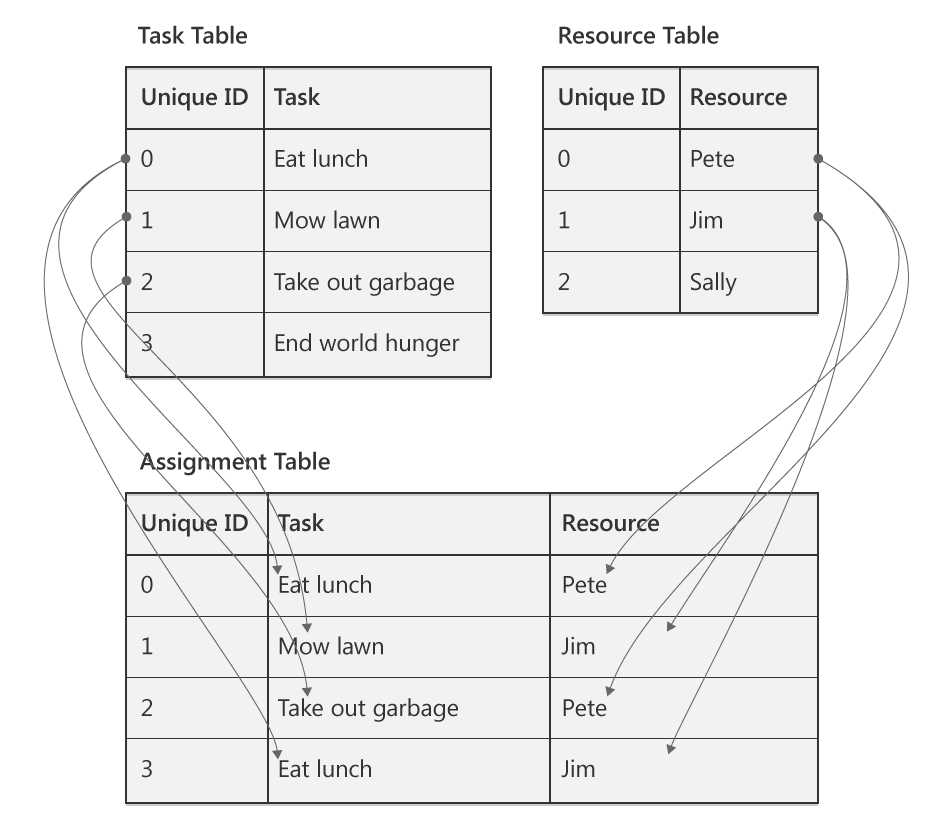 Task Table
Unique ID Task
0 Eat lunch
1 Mow lawn
2 Take out garbage
3 End world hunger
Resource Table
Unique ID Resource
0 Pete
1 Jim
2 Sally
Assignment Table
Unique ID Task Resource
0 Eat lunch Pete
1 Mow lawn Jim
2 Take out garbage Pete
3 Eat lunch Jim